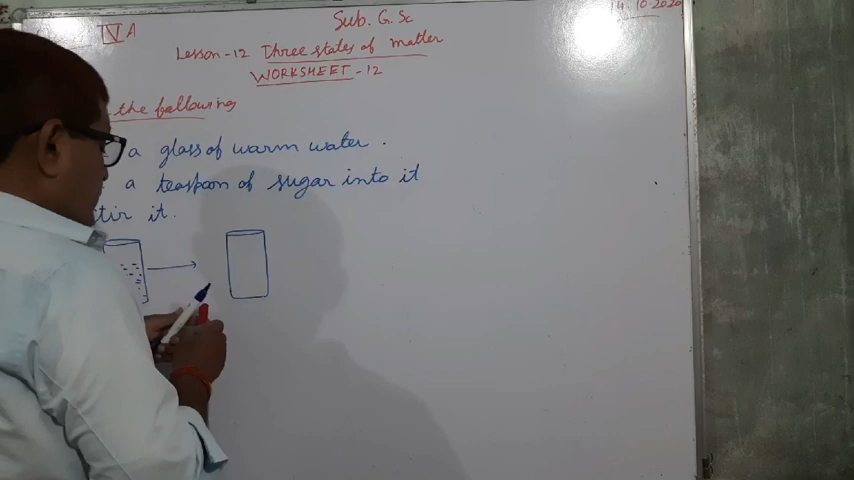 IV A
Sub. G. Sc
14.10.2020
Lesson-12 Three states of matter
WORKSHEET-12
the following
a glass of warm water.
a teaspoon of sugar into it
tir it.